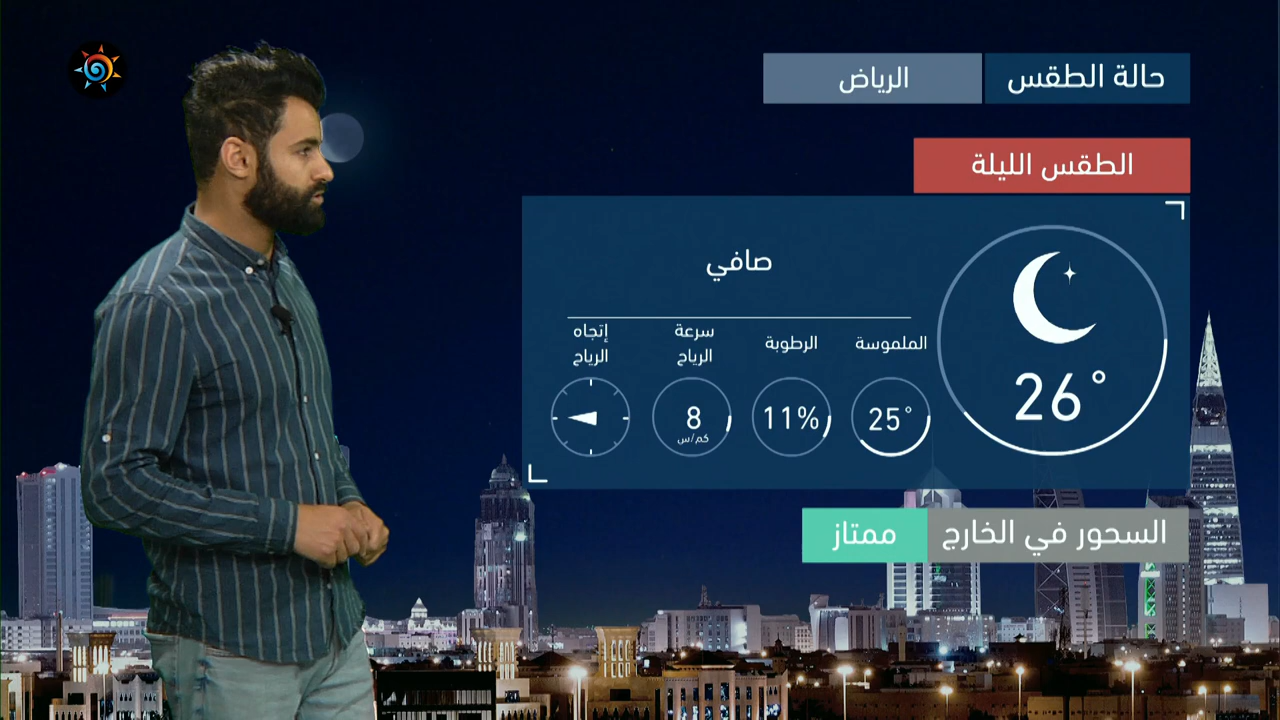 حالة الطقس
الرياض
الطقس الليلة
صافي
26°
الملموسة
25°
الرطوبة
11%
سرعة
الرياح
8
كم/س
إتجاه
الرياح
السحور في الخارج
ممتاز